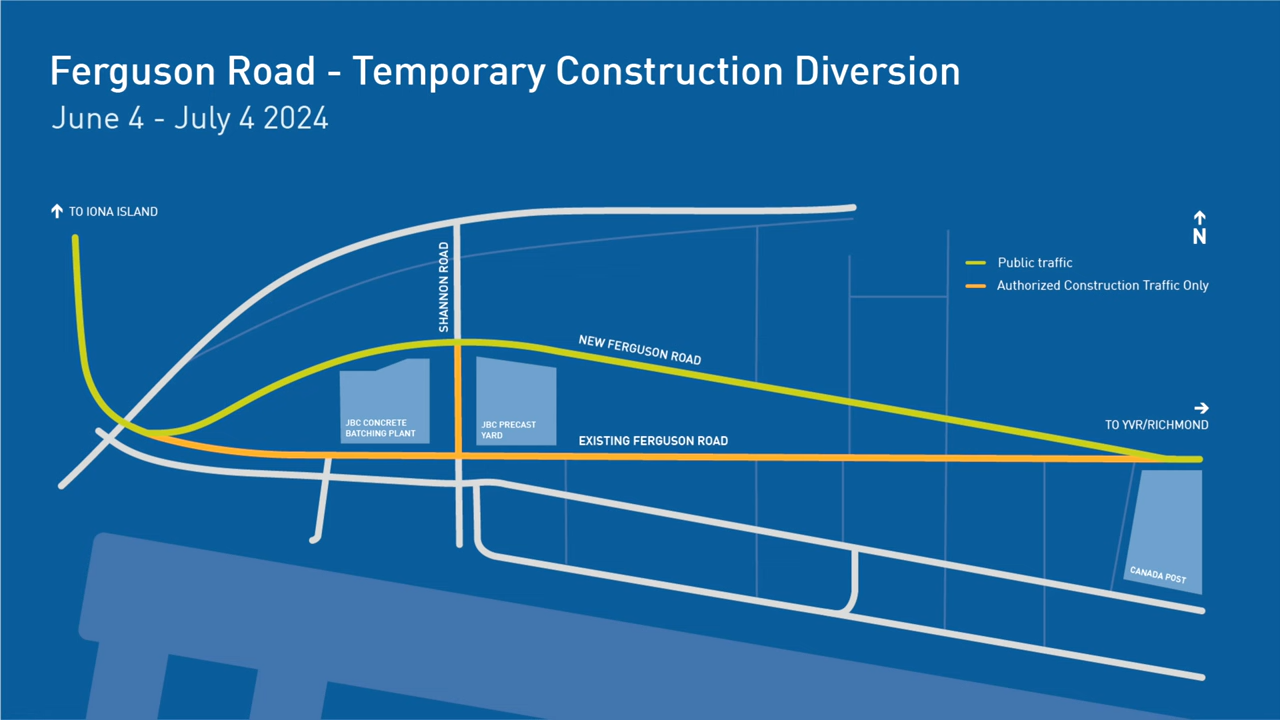 Ferguson Road - Temporary Construction Diversion
June 4 - July 4 2024
TO IONA ISLAND
N
SHANNON ROAD
Public traffic
Authorized Construction Traffic Only
NEW FERGUSON ROAD
JBC CONCRETE
BATCHING PLANT
JBC PRECAST
YARD
EXISTING FERGUSON ROAD
TO YVR/RICHMOND
CANADA POST